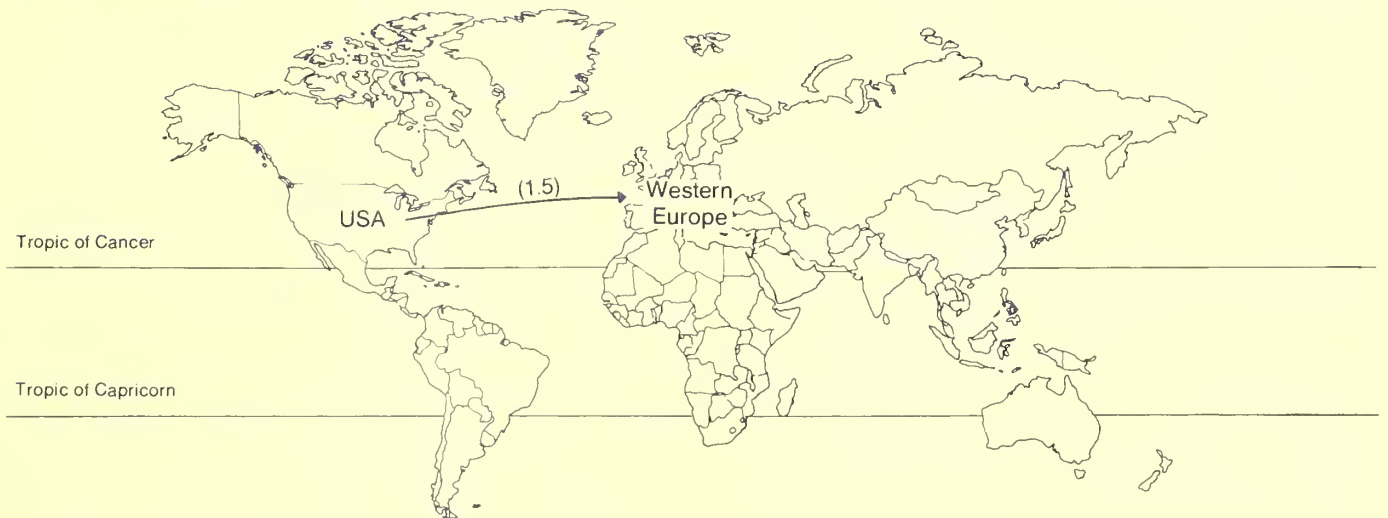 (1.5)
Western
Europe
USA
Tropic of Cancer
Tropic of Capricorn